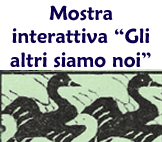 Mostra
interattiva “Gli
altri siamo noi”